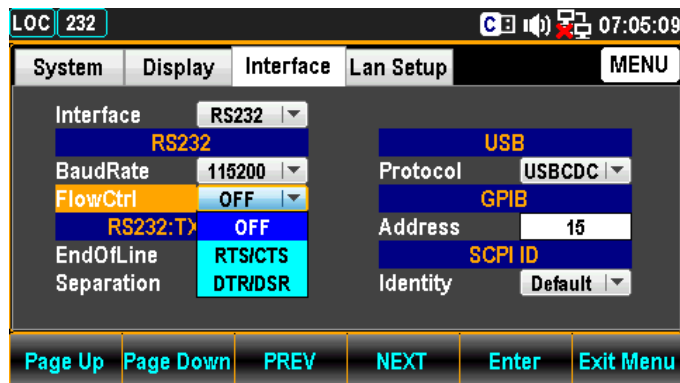 LOC 232 C 07:05:09
System Display Interface Lan Setup MENU
Interface RS232
RS232 USB
BaudRate 115200 Protocol USBCDC
FlowCtrl OFF GPIB
RS232:TX OFF Address 15
EndOfLine RTS/CTS SCPI ID
Separation DTR/DSR Identity Default
Page Up Page Down PREV NEXT Enter Exit Menu